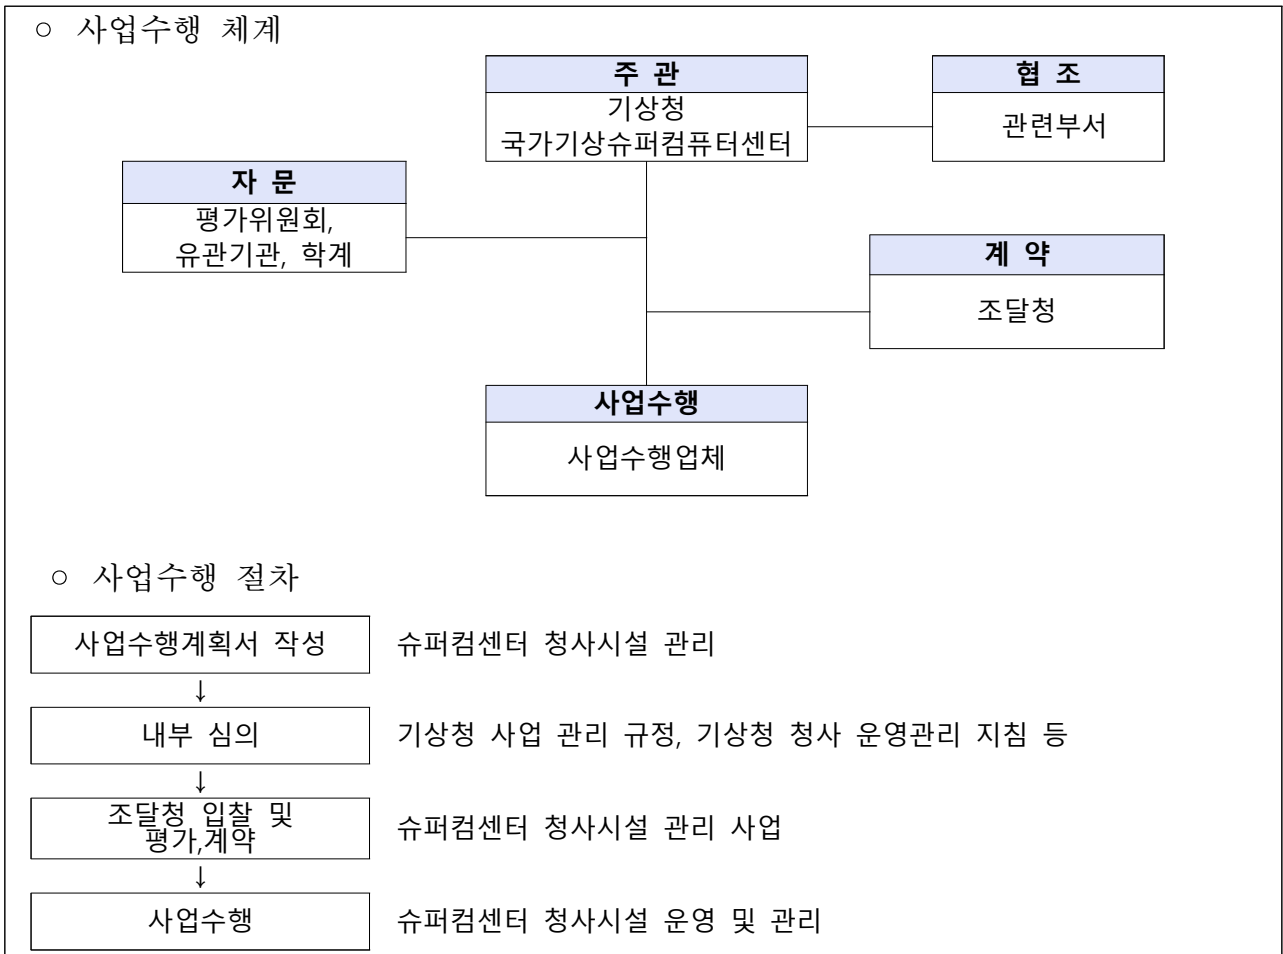 ○ 사업수행 체계
주 관
기상청
국가기상슈퍼컴퓨터센터
협 조
관련부서
자 문
평가위원회,
유관기관, 학계
계 약
조달청
사업수행
사업수행업체
○ 사업수행 절차
사업수행계획서 작성 슈퍼컴센터 청사시설 관리
↓
내부 심의 기상청 사업 관리 규정, 기상청 청사 운영관리 지침 등
↓
조달청 입찰 및
평가,계약 슈퍼컴센터 청사시설 관리 사업
↓
사업수행 슈퍼컴센터 청사시설 운영 및 관리